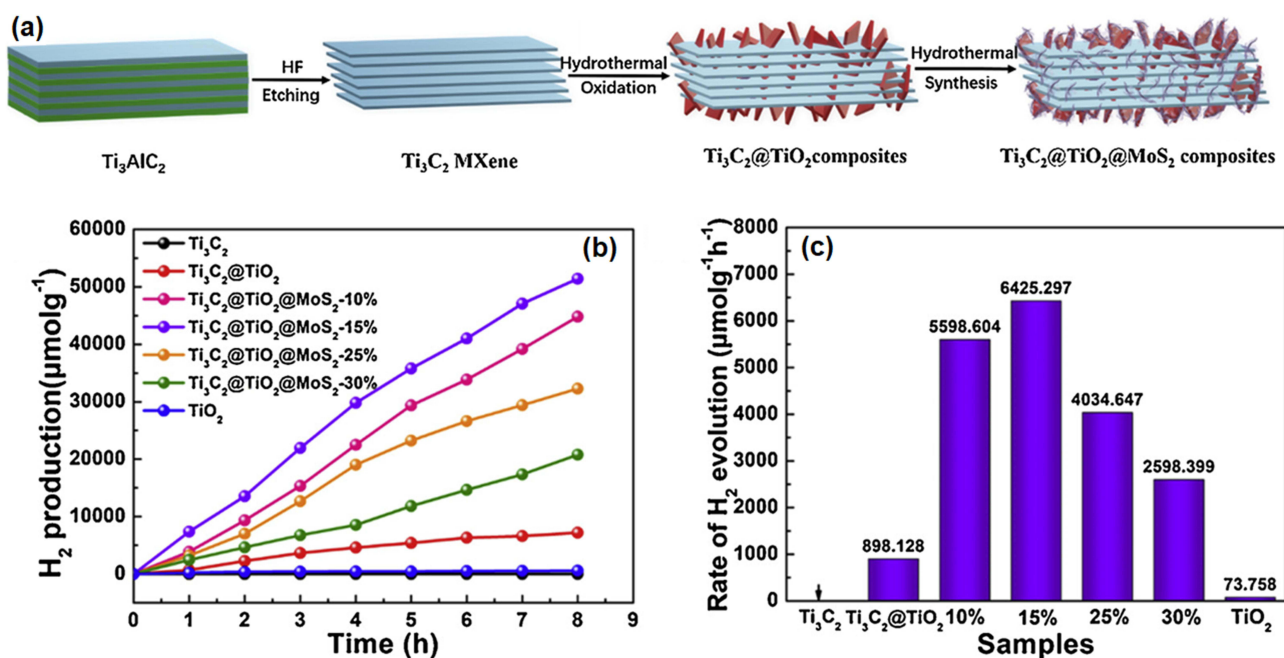 (a)
HF
Etching
Hydrothermal
Oxidation
Hydrothermal
Synthesis
Ti₃AlC₂
Ti₃C₂ MXene
Ti₃C₂@TiO₂composites
Ti₃C₂@TiO₂@MoS₂ composites
(b)
H₂ production(μmolg⁻¹)
60000
50000
40000
30000
20000
10000
0
Ti₃C₂
Ti₃C₂@TiO₂
Ti₃C₂@TiO₂@MoS₂-10%
Ti₃C₂@TiO₂@MoS₂-15%
Ti₃C₂@TiO₂@MoS₂-25%
Ti₃C₂@TiO₂@MoS₂-30%
TiO₂
0 1 2 3 4 5 6 7 8 9
Time (h)
(c)
Rate of H₂ evolution (μmolg⁻¹h⁻¹)
8000
7000
6000
5000
4000
3000
2000
1000
0
898.128
5598.604
6425.297
4034.647
2598.399
73.758
Ti₃C₂ Ti₃C₂@TiO₂ 10% 15% 25% 30% TiO₂
Samples